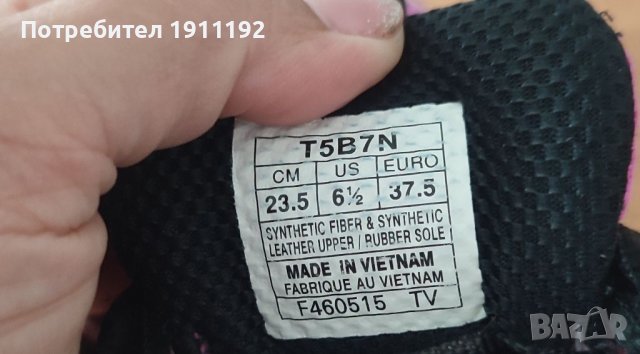 Потребител 1911192
T5B7N
CM US EURO
23.5 6½ 37.5
SYNTHETIC FIBER & SYNTHETIC
LEATHER UPPER / RUBBER SOLE
MADE IN VIETNAM
FABRIQUE AU VIETNAM
F460515 TV
BAZAR